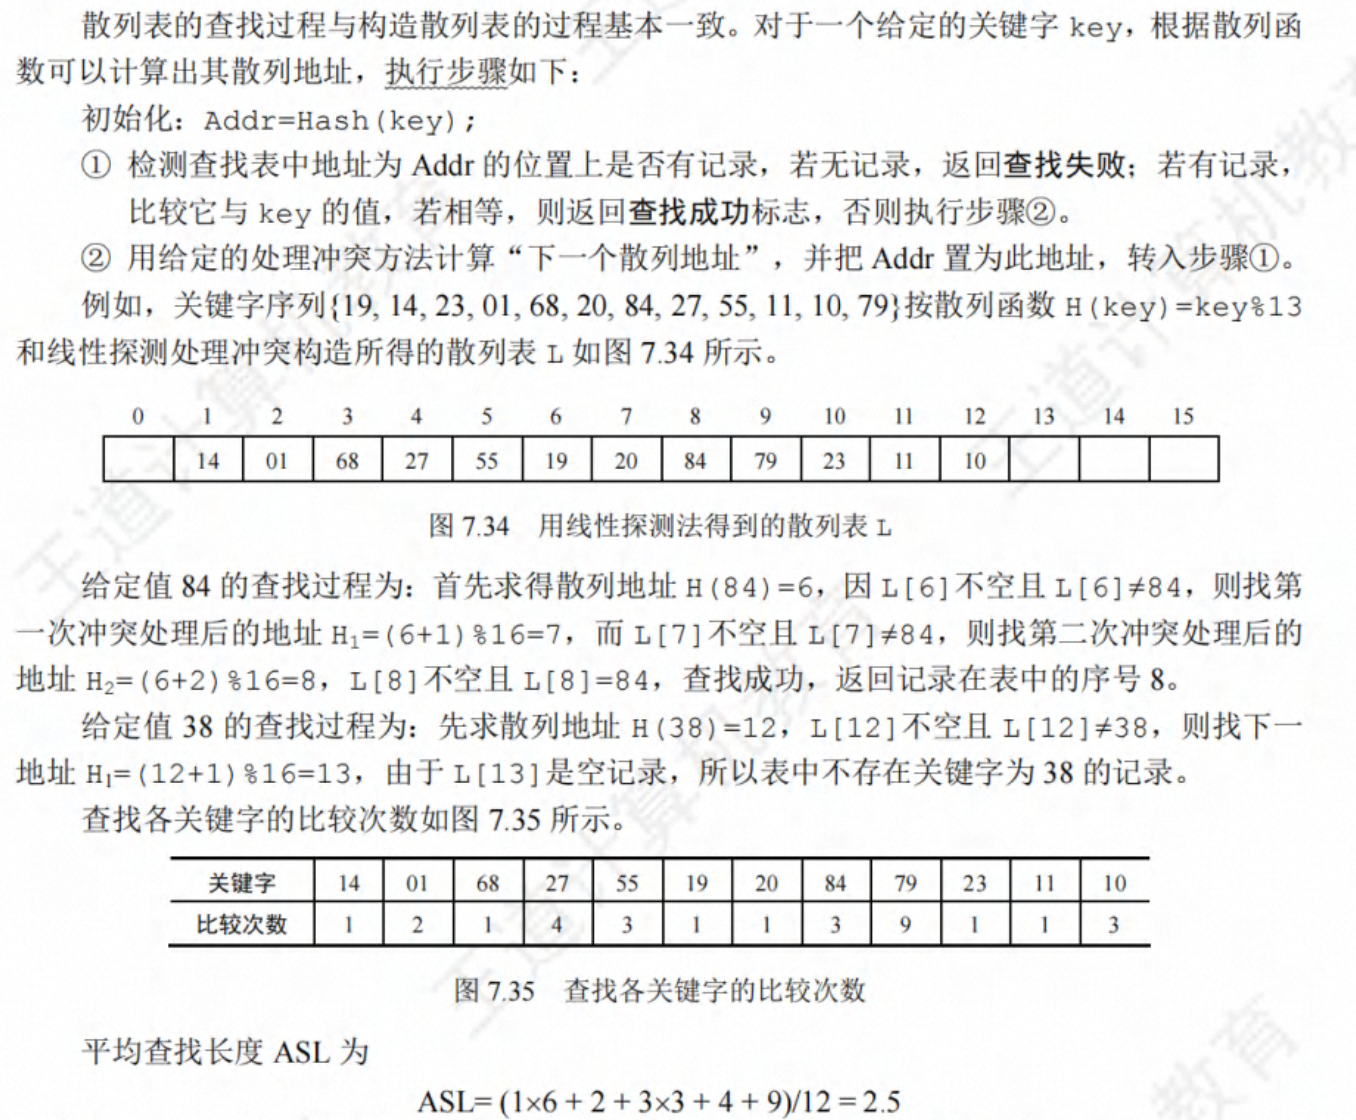 散列表的查找过程与构造散列表的过程基本一致。对于一个给定的关键字 key，根据散列函
数可以计算出其散列地址，执行步骤如下：
初始化：Addr=Hash(key);
① 检测查找表中地址为 Addr 的位置上是否有记录，若无记录，返回查找失败；若有记录，
比较它与 key 的值，若相等，则返回查找成功标志，否则执行步骤②。
② 用给定的处理冲突方法计算“下一个散列地址”，并把 Addr 置为此地址，转入步骤①。
例如，关键字序列{19, 14, 23, 01, 68, 20, 84, 27, 55, 11, 10, 79}按散列函数 H(key)=key%13
和线性探测处理冲突构造所得的散列表 L 如图 7.34 所示。
0 1 2 3 4 5 6 7 8 9 10 11 12 13 14 15
14 01 68 27 55 19 20 84 79 23 11 10
图 7.34 用线性探测法得到的散列表 L
给定值 84 的查找过程为：首先求得散列地址 H(84)=6，因 L[6]不空且 L[6]≠84，则找第
一次冲突处理后的地址 H₁=(6+1)%16=7，而 L[7]不空且 L[7]≠84，则找第二次冲突处理后的
地址 H₂=(6+2)%16=8，L[8]不空且 L[8]=84，查找成功，返回记录在表中的序号 8。
给定值 38 的查找过程为：先求散列地址 H(38)=12，L[12]不空且 L[12]≠38，则找下一
地址 H₁=(12+1)%16=13，由于 L[13]是空记录，所以表中不存在关键字为 38 的记录。
查找各关键字的比较次数如图 7.35 所示。
关键字 14 01 68 27 55 19 20 84 79 23 11 10
比较次数 1 2 1 4 3 1 1 3 9 1 1 3
图 7.35 查找各关键字的比较次数
平均查找长度 ASL 为
ASL= (1×6 + 2 + 3×3 + 4 + 9)/12 = 2.5
王道计算机教育